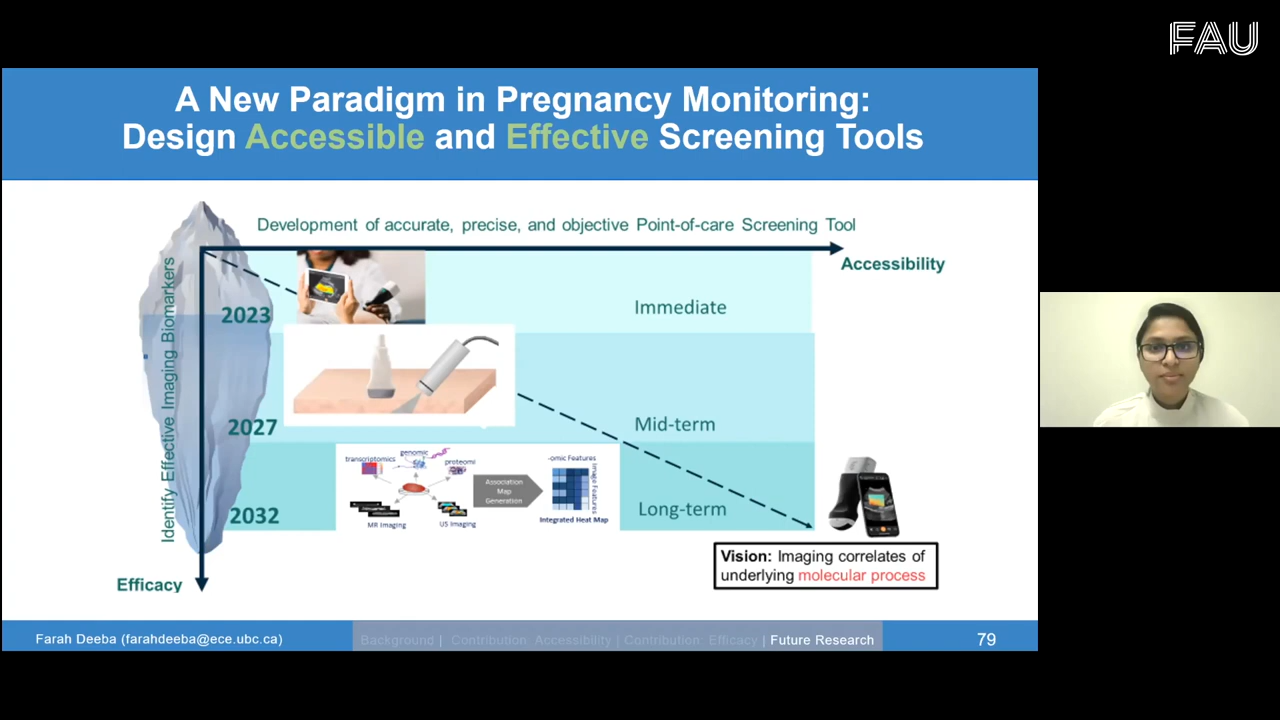 FAU
A New Paradigm in Pregnancy Monitoring:
Design Accessible and Effective Screening Tools
Development of accurate, precise, and objective Point-of-care Screening Tool
Accessibility
Identify Effective Imaging Biomarkers
2023
Immediate
2027
Mid-term
2032
Long-term
transcriptomics
genomic
proteomi
MR Imaging
US Imaging
Association
Map
Generation
-omic Features
Image Features
Integrated Heat Map
Efficacy
Vision: Imaging correlates of
underlying molecular process
Farah Deeba (farahdeeba@ece.ubc.ca)
Background | Contribution: Accessibility | Contribution: Efficacy | Future Research
79